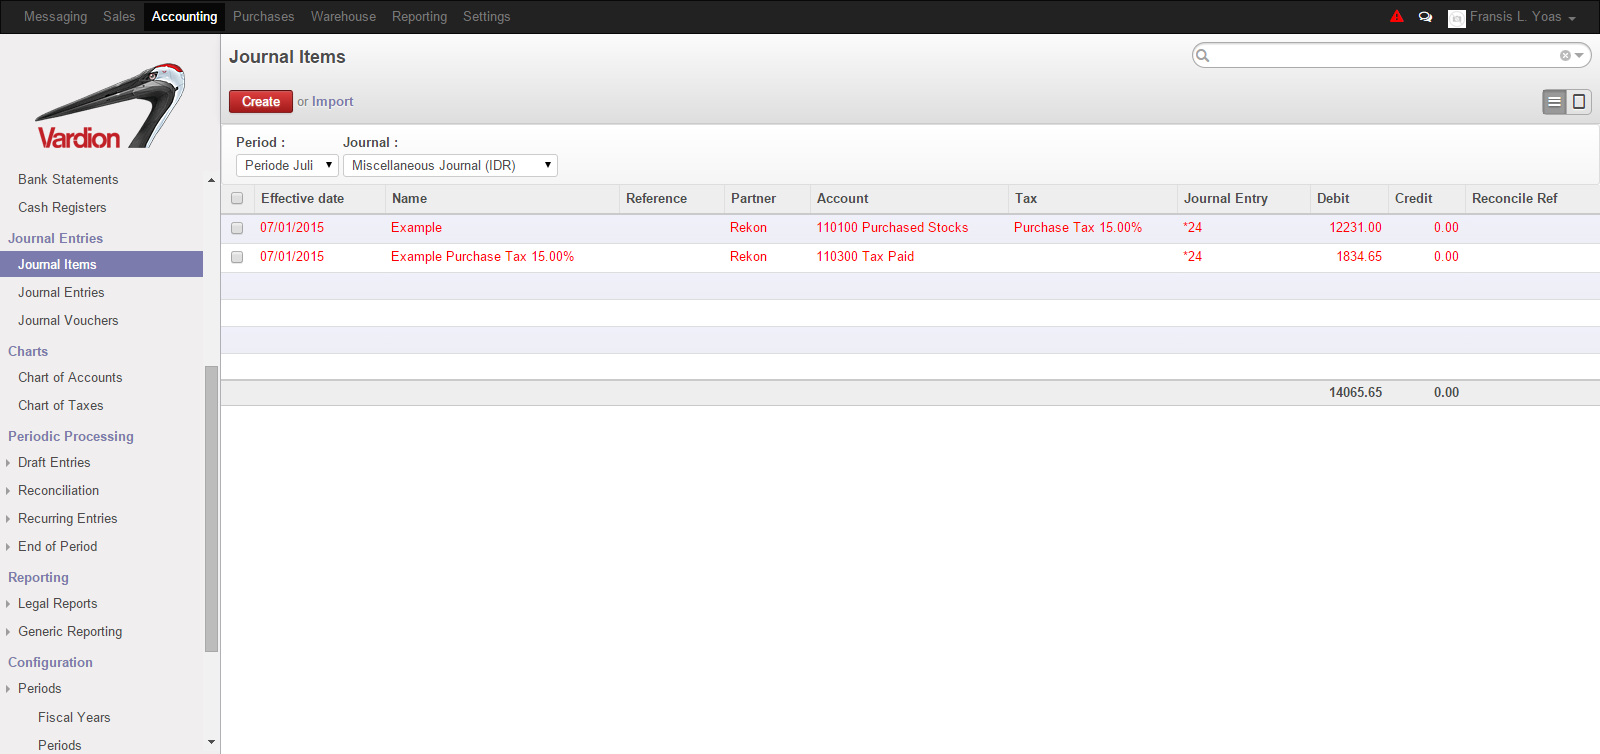 Messaging Sales Accounting Purchases Warehouse Reporting Settings Fransis L. Yoas
Vardion
Bank Statements
Cash Registers
Journal Entries
Journal Items
Journal Entries
Journal Vouchers
Charts
Chart of Accounts
Chart of Taxes
Periodic Processing
Draft Entries
Reconciliation
Recurring Entries
End of Period
Reporting
Legal Reports
Generic Reporting
Configuration
Periods
Fiscal Years
Periods
Journal Items
Create or Import
Period : Journal :
Periode Juli Miscellaneous Journal (IDR)
Effective date Name Reference Partner Account Tax Journal Entry Debit Credit Reconcile Ref
07/01/2015 Example Rekon 110100 Purchased Stocks Purchase Tax 15.00% *24 12231.00 0.00
07/01/2015 Example Purchase Tax 15.00% Rekon 110300 Tax Paid *24 1834.65 0.00
14065.65 0.00